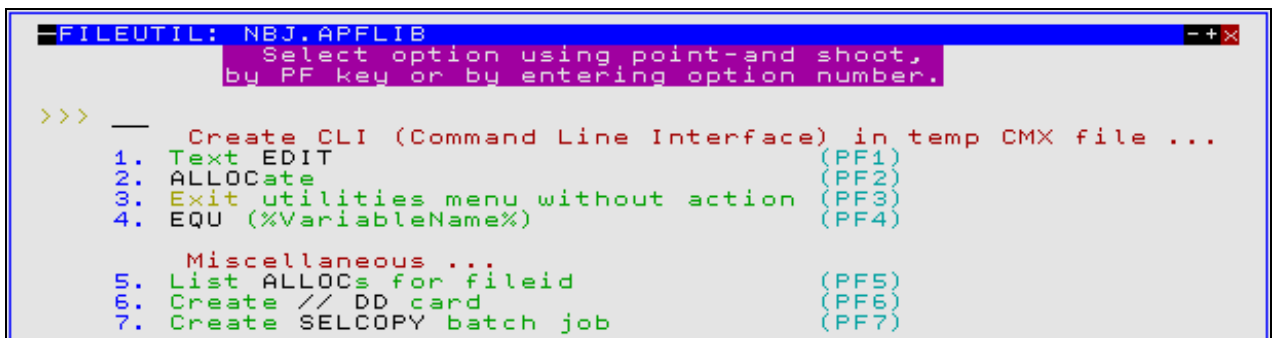 FILEUTIL: NBJ.APFLIB
Select option using point-and shoot,
by PF key or by entering option number.
>>> __
Create CLI (Command Line Interface) in temp CMX file ...
1. Text EDIT (PF1)
2. ALLOCate (PF2)
3. Exit utilities menu without action (PF3)
4. EQU (%VariableName%) (PF4)
Miscellaneous ...
5. List ALLOCs for fileid (PF5)
6. Create // DD card (PF6)
7. Create SELCOPY batch job (PF7)